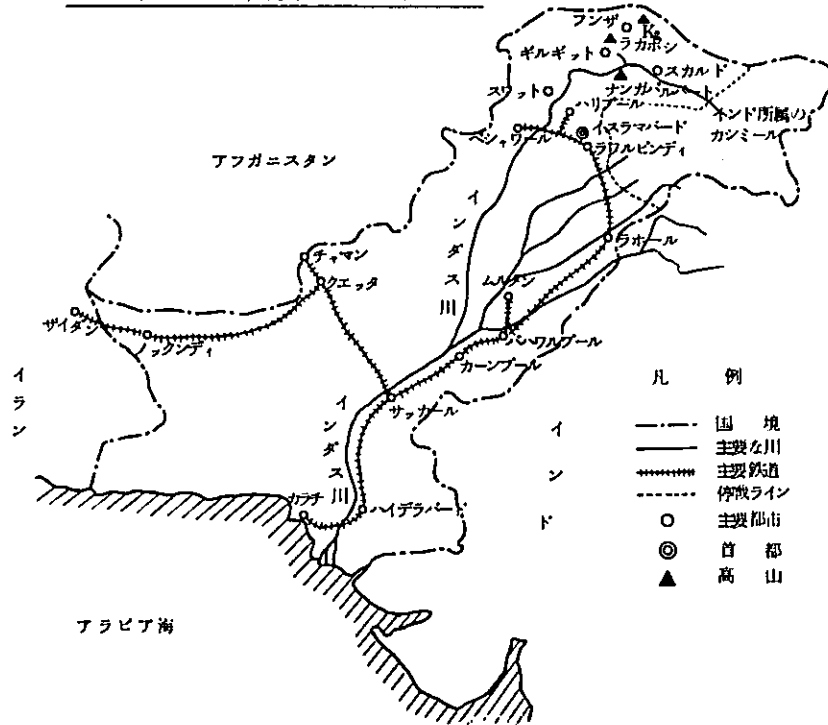 フンザ
K₂
ラカポシ
ギルギット
スカルド
ナンガパルバート
スワット
ハリプール
インド所属の
カシミール
ペシャワール
イスラマバード
ラワルピンディ
アフガニスタン
インダス川
ラホール
チャマン
クエッタ
ムルタン
ザイタン
ックンディ
バハワルプール
カーンプール
イラン
サッカール
インダス川
インド
カラチ
ハイデラバード
アラビア海
凡例
国境
主要な川
主要鉄道
停戦ライン
主要都市
首都
高山